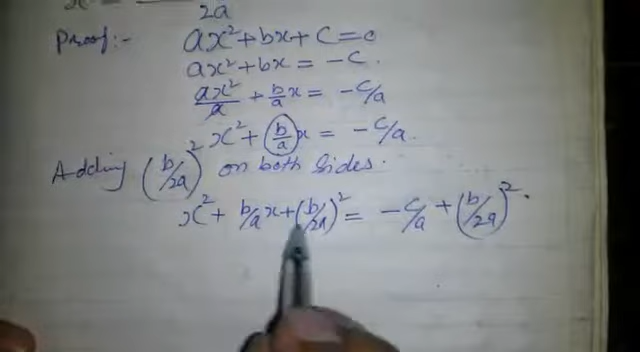 2a
Proof:- ax² + bx + c = 0
ax² + bx = -c.
ax²/a + b/a x = -c/a
x² + b/a x = -c/a.
Adding (b/2a)² on both sides.
x² + b/a x + (b/2a)² = -c/a + (b/2a)².